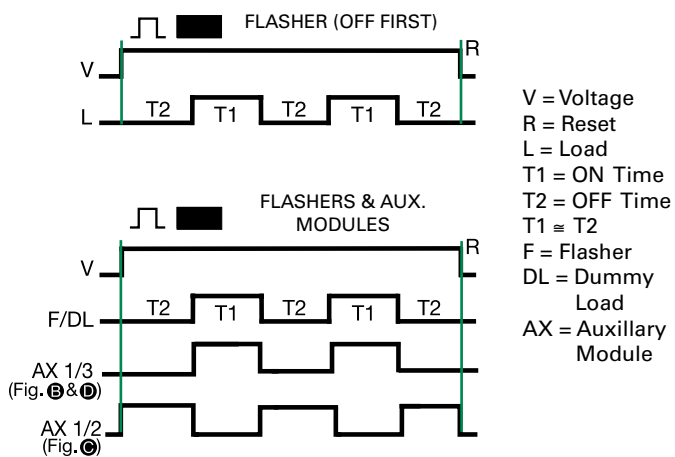 FLASHER (OFF FIRST)
R
V
L T2 T1 T2 T1 T2
V = Voltage
R = Reset
L = Load
T1 = ON Time
T2 = OFF Time
T1 ≅ T2
F = Flasher
DL = Dummy
Load
AX = Auxillary
Module
FLASHERS & AUX.
MODULES
R
V
F/DL T2 T1 T2 T1 T2
AX 1/3
(Fig. B & D)
AX 1/2
(Fig. C)